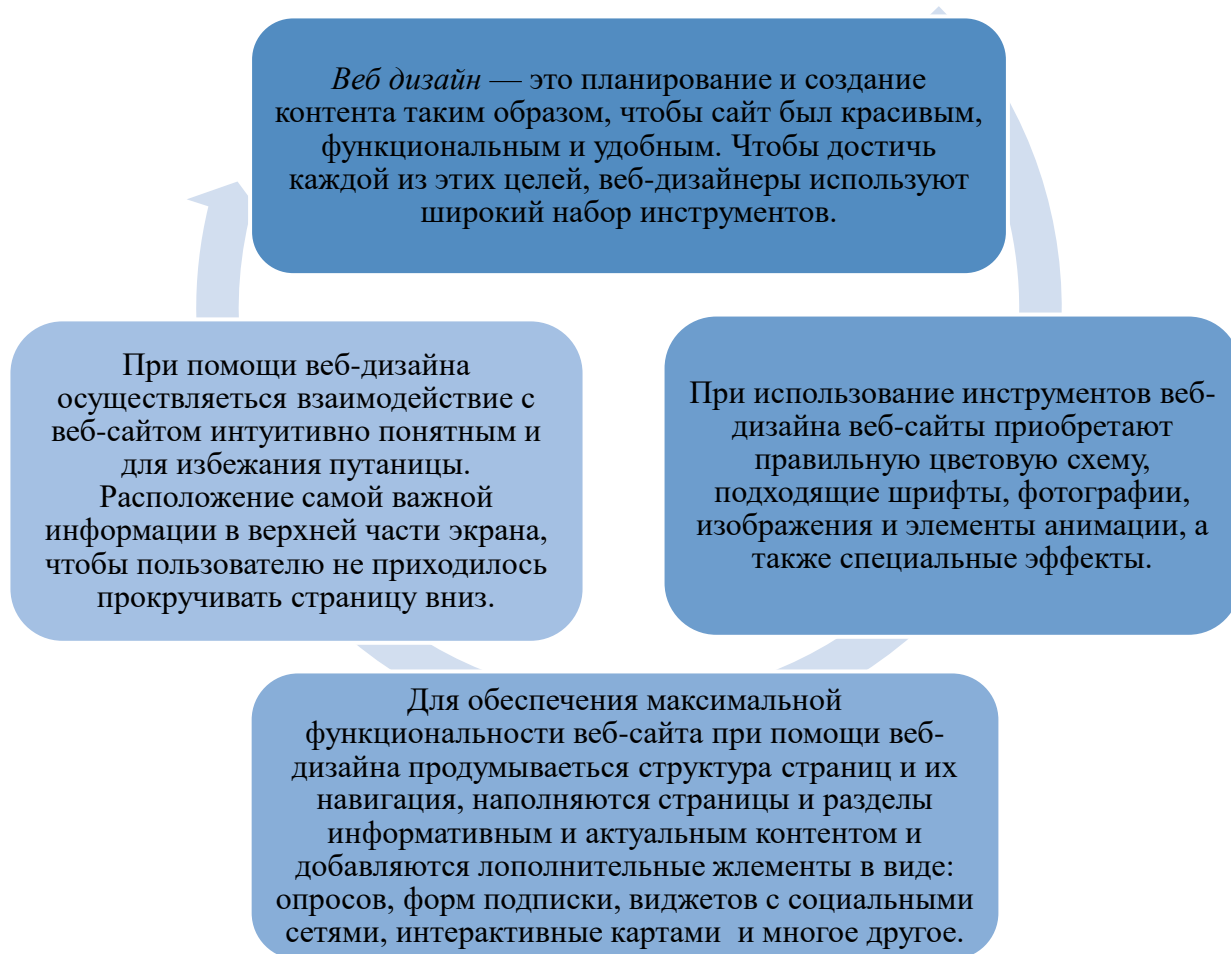 Веб дизайн — это планирование и создание
контента таким образом, чтобы сайт был красивым,
функциональным и удобным. Чтобы достичь
каждой из этих целей, веб-дизайнеры используют
широкий набор инструментов.
При использование инструментов веб-
дизайна веб-сайты приобретают
правильную цветовую схему,
подходящие шрифты, фотографии,
изображения и элементы анимации, а
также специальные эффекты.
Для обеспечения максимальной
функциональности веб-сайта при помощи веб-
дизайна продумываеться структура страниц и их
навигация, наполняются страницы и разделы
информативным и актуальным контентом и
добавляются лополнительные жлементы в виде:
опросов, форм подписки, виджетов с социальными
сетями, интерактивные картами  и многое другое.
При помощи веб-дизайна
осуществляеться взаимодействие с
веб-сайтом интуитивно понятным и
для избежания путаницы.
Расположение самой важной
информации в верхней части экрана,
чтобы пользователю не приходилось
прокручивать страницу вниз.